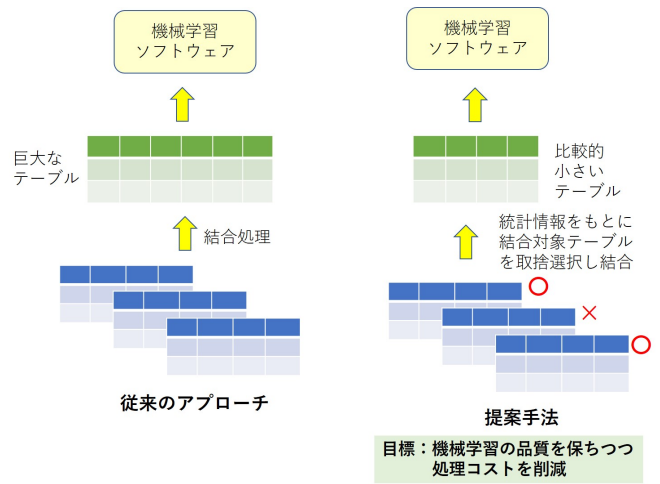 機械学習
ソフトウェア
巨大な
テーブル
結合処理
従来のアプローチ
機械学習
ソフトウェア
比較的
小さい
テーブル
統計情報をもとに
結合対象テーブル
を取捨選択し結合
提案手法
目標：機械学習の品質を保ちつつ
処理コストを削減